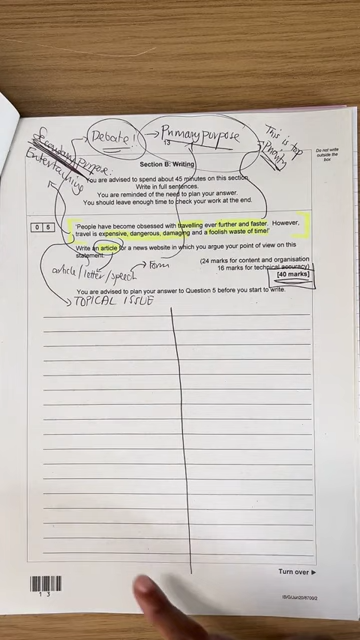 Debate! → Primary purpose
This is top
Priority
Secondary purpose
Entertaining
Do not write
outside the
box
Section B: Writing
You are advised to spend about 45 minutes on this section.
Write in full sentences.
You are reminded of the need to plan your answer.
You should leave enough time to check your work at the end.
0 5
'People have become obsessed with travelling ever further and faster. However,
travel is expensive, dangerous, damaging and a foolish waste of time!'
Write an article for a news website in which you argue your point of view on this
statement.
→ Form
article/letter/speech
(24 marks for content and organisation
16 marks for technical accuracy)
[40 marks]
You are advised to plan your answer to Question 5 before you start to write.
TOPICAL ISSUE
Turn over ►
1 3